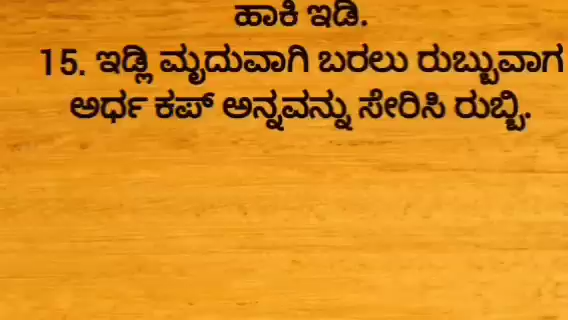 ಹಾಕಿ ಇಡಿ.
15. ಇಡ್ಲಿ ಮೃದುವಾಗಿ ಬರಲು ರುಬ್ಬುವಾಗ
ಅರ್ಧ ಕಪ್ ಅನ್ನವನ್ನು ಸೇರಿಸಿ ರುಬ್ಬಿ.